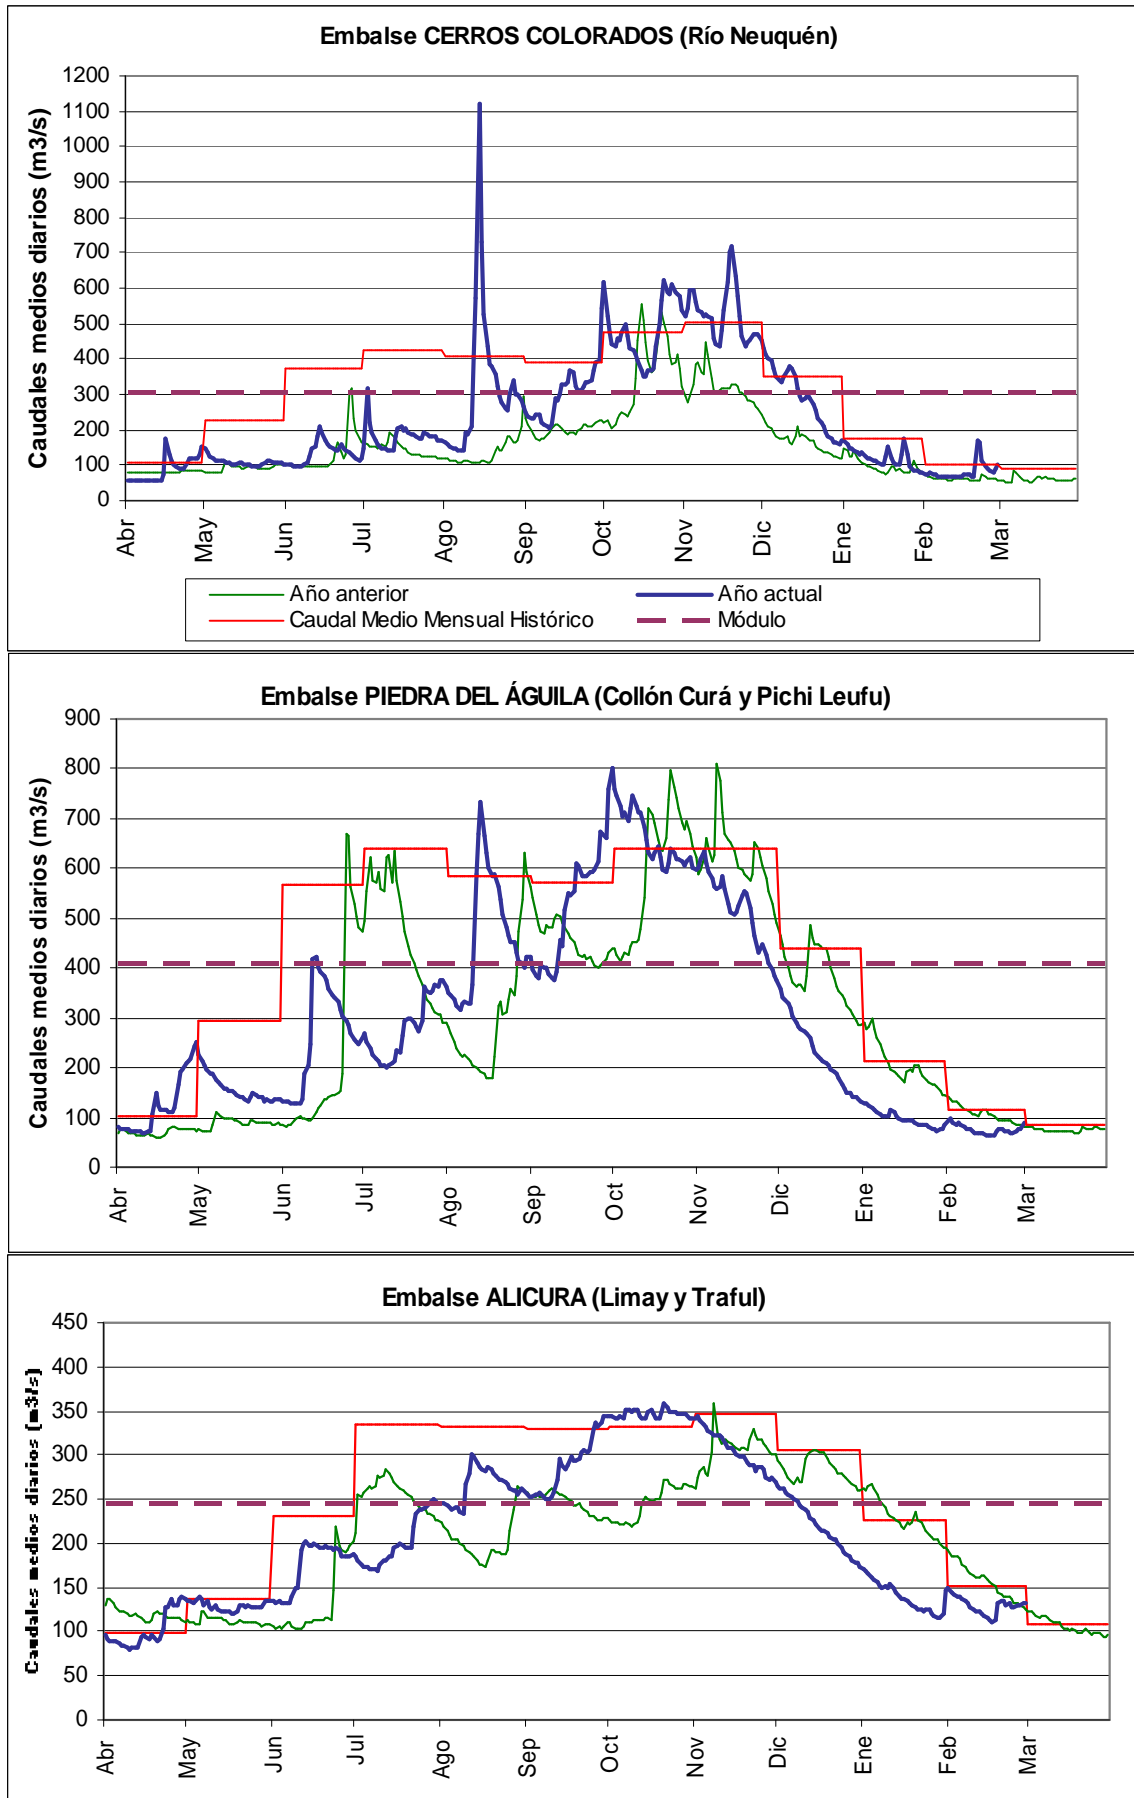 Embalse CERROS COLORADOS (Río Neuquén)
Caudales medios diarios (m3/s)
1200
1100
1000
900
800
700
600
500
400
300
200
100
0
Abr
May
Jun
Jul
Ago
Sep
Oct
Nov
Dic
Ene
Feb
Mar
Año anterior
Año actual
Caudal Medio Mensual Histórico
Módulo
Embalse PIEDRA DEL ÁGUILA (Collón Curá y Pichi Leufu)
Caudales medios diarios (m3/s)
900
800
700
600
500
400
300
200
100
0
Abr
May
Jun
Jul
Ago
Sep
Oct
Nov
Dic
Ene
Feb
Mar
Embalse ALICURA (Limay y Traful)
Caudales medios diarios (m3/s)
450
400
350
300
250
200
150
100
50
0
Abr
May
Jun
Jul
Ago
Sep
Oct
Nov
Dic
Ene
Feb
Mar